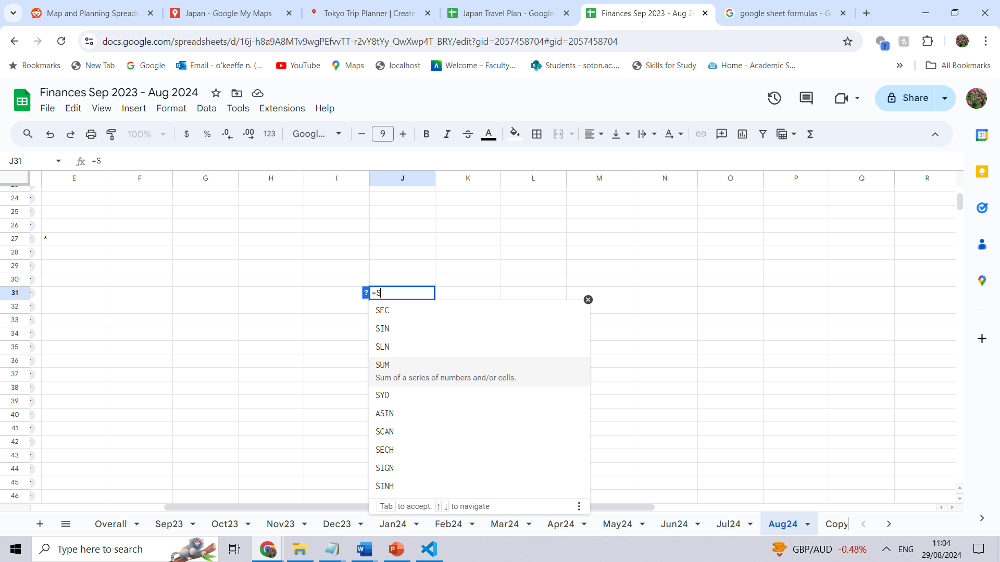 Map and Planning Spreads
Japan - Google My Maps
Tokyo Trip Planner | Create
Japan Travel Plan - Google
Finances Sep 2023 - Aug 2
google sheet formulas - G
docs.google.com/spreadsheets/d/16j-h8a9A8MTv9wgPEfvvTT-r2vY8tYy_QwXwp4T_BRY/edit?gid=2057458704#gid=2057458704
Bookmarks
New Tab
Google
Email - o'keeffe n. (...
YouTube
Maps
localhost
Welcome – Faculty...
Students - soton.ac....
Skills for Study
Home - Academic S...
All Bookmarks
Finances Sep 2023 - Aug 2024
File Edit View Insert Format Data Tools Extensions Help
Share
100% $ % .0 .00 123 Googl... 9 B I A
J31 fx =S
E F G H I J K L M N O P Q R
24
25
26
27 *
28
29
30
31 ? =S
32
33
34
35
36
37
38
39
40
41
42
43
44
45
46
SEC
SIN
SLN
SUM
Sum of a series of numbers and/or cells.
SYD
ASIN
SCAN
SECH
SIGN
SINH
Tab to accept. ↑ ↓ to navigate
Overall Sep23 Oct23 Nov23 Dec23 Jan24 Feb24 Mar24 Apr24 May24 Jun24 Jul24 Aug24 Copy
Type here to search
GBP/AUD -0.48%
ENG
11:04
29/08/2024
31